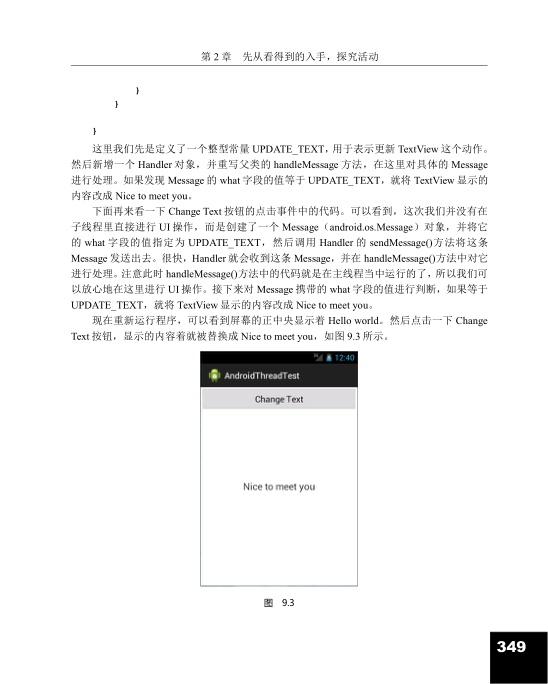 第 2 章 先从看得到的入手，探究活动
}
}
}
这里我们先是定义了一个整型常量 UPDATE_TEXT，用于表示更新 TextView 这个动作。
然后新增一个 Handler 对象，并重写父类的 handleMessage 方法，在这里对具体的 Message
进行处理。如果发现 Message 的 what 字段的值等于 UPDATE_TEXT，就将 TextView 显示的
内容改成 Nice to meet you。
下面再来看一下 Change Text 按钮的点击事件中的代码。可以看到，这次我们并没有在
子线程里直接进行 UI 操作，而是创建了一个 Message（android.os.Message）对象，并将它
的 what 字段的值指定为 UPDATE_TEXT，然后调用 Handler 的 sendMessage()方法将这条
Message 发送出去。很快，Handler 就会收到这条 Message，并在 handleMessage()方法中对它
进行处理。注意此时 handleMessage()方法中的代码就是在主线程当中运行的了，所以我们可
以放心地在这里进行 UI 操作。接下来对 Message 携带的 what 字段的值进行判断，如果等于
UPDATE_TEXT，就将 TextView 显示的内容改成 Nice to meet you。
现在重新运行程序，可以看到屏幕的正中央显示着 Hello world。然后点击一下 Change
Text 按钮，显示的内容着就被替换成 Nice to meet you，如图 9.3 所示。
12:40
AndroidThreadTest
Change Text
Nice to meet you
图 9.3
349